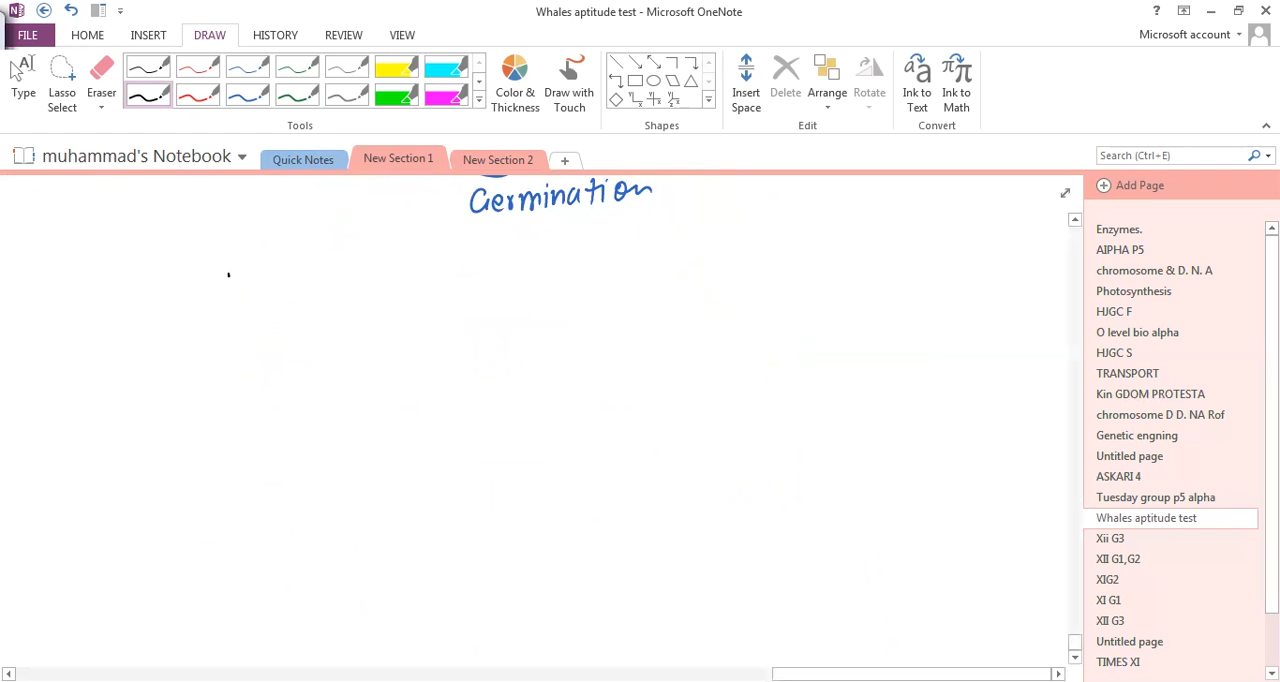 Whales aptitude test - Microsoft OneNote
?
FILE
HOME
INSERT
DRAW
HISTORY
REVIEW
VIEW
Microsoft account
Type
Lasso
Select
Eraser
Color &
Thickness
Draw with
Touch
Insert
Space
Delete
Arrange
Rotate
Ink to
Text
Ink to
Math
Tools
Shapes
Edit
Convert
muhammad's Notebook
Quick Notes
New Section 1
New Section 2
Search (Ctrl+E)
Germination
Add Page
Enzymes.
AlPHA P5
chromosome & D. N. A
Photosynthesis
HJGC F
O level bio alpha
HJGC S
TRANSPORT
Kin GDOM PROTESTA
chromosome D D. NA Rof
Genetic engning
Untitled page
ASKARI 4
Tuesday group p5 alpha
Whales aptitude test
Xii G3
XII G1,G2
XIG2
XI G1
XII G3
Untitled page
TIMES XI